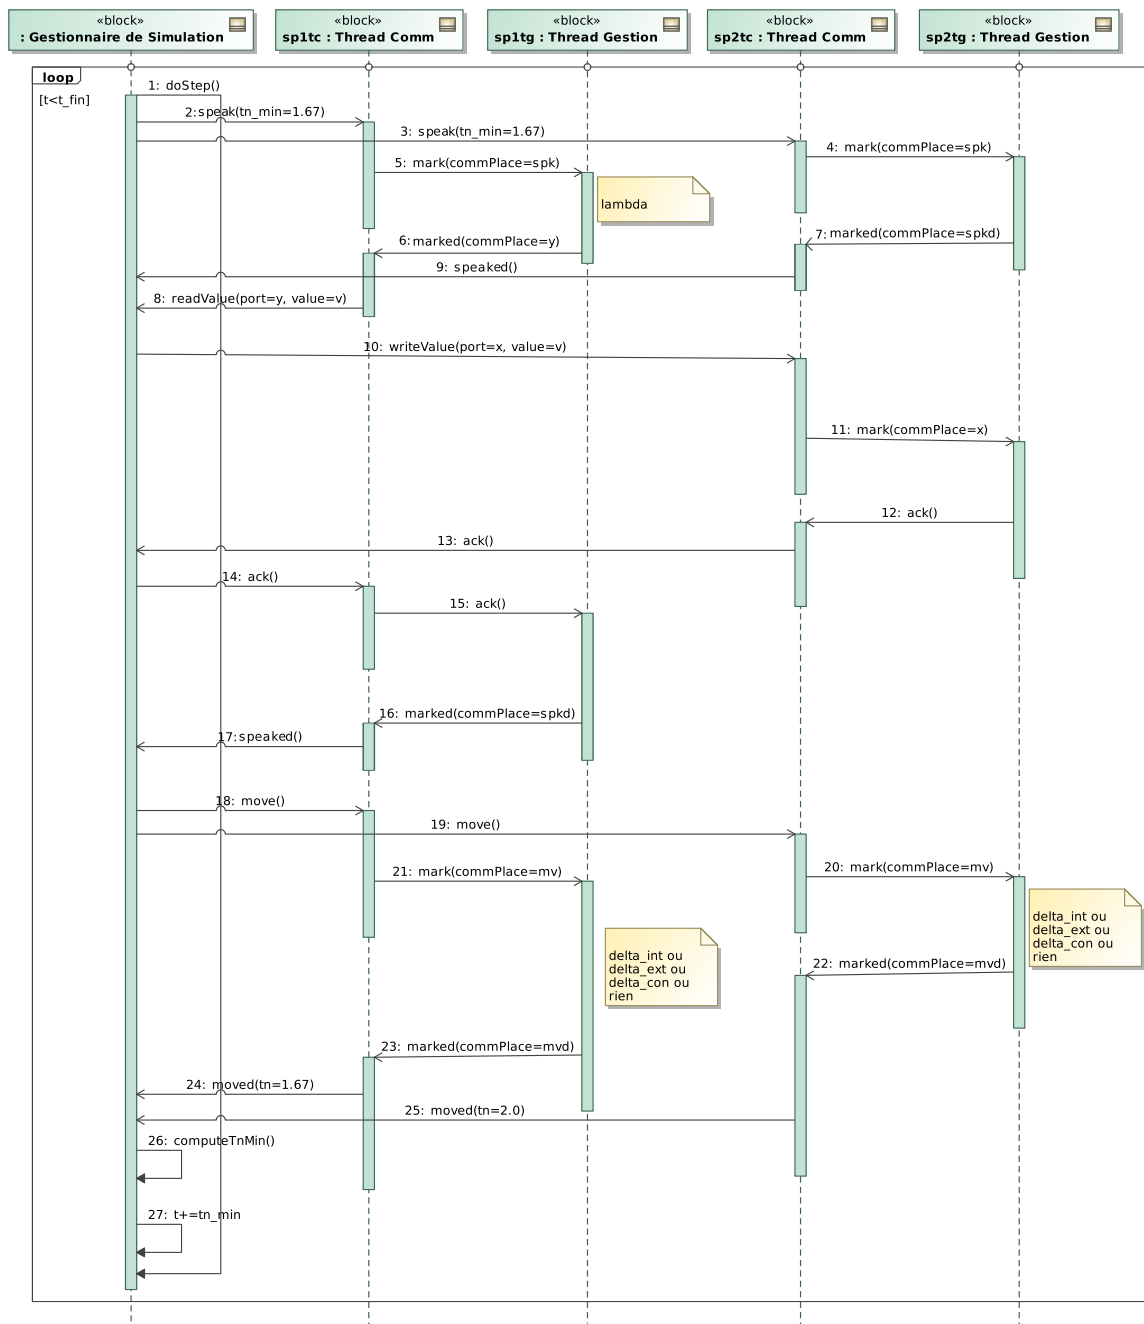 «block»
: Gestionnaire de Simulation
«block»
sp1tc : Thread Comm
«block»
sp1tg : Thread Gestion
«block»
sp2tc : Thread Comm
«block»
sp2tg : Thread Gestion
loop
[t<t_fin]
1: doStep()
2:speak(tn_min=1.67)
3: speak(tn_min=1.67)
4: mark(commPlace=spk)
5: mark(commPlace=spk)
lambda
6:marked(commPlace=y)
7:marked(commPlace=spkd)
9: speaked()
8: readValue(port=y, value=v)
10: writeValue(port=x, value=v)
11: mark(commPlace=x)
12: ack()
13: ack()
14: ack()
15: ack()
16: marked(commPlace=spkd)
17:speaked()
18: move()
19: move()
20: mark(commPlace=mv)
21: mark(commPlace=mv)
delta_int ou
delta_ext ou
delta_con ou
rien
delta_int ou
delta_ext ou
delta_con ou
rien
22: marked(commPlace=mvd)
23: marked(commPlace=mvd)
24: moved(tn=1.67)
25: moved(tn=2.0)
26: computeTnMin()
27: t+=tn_min